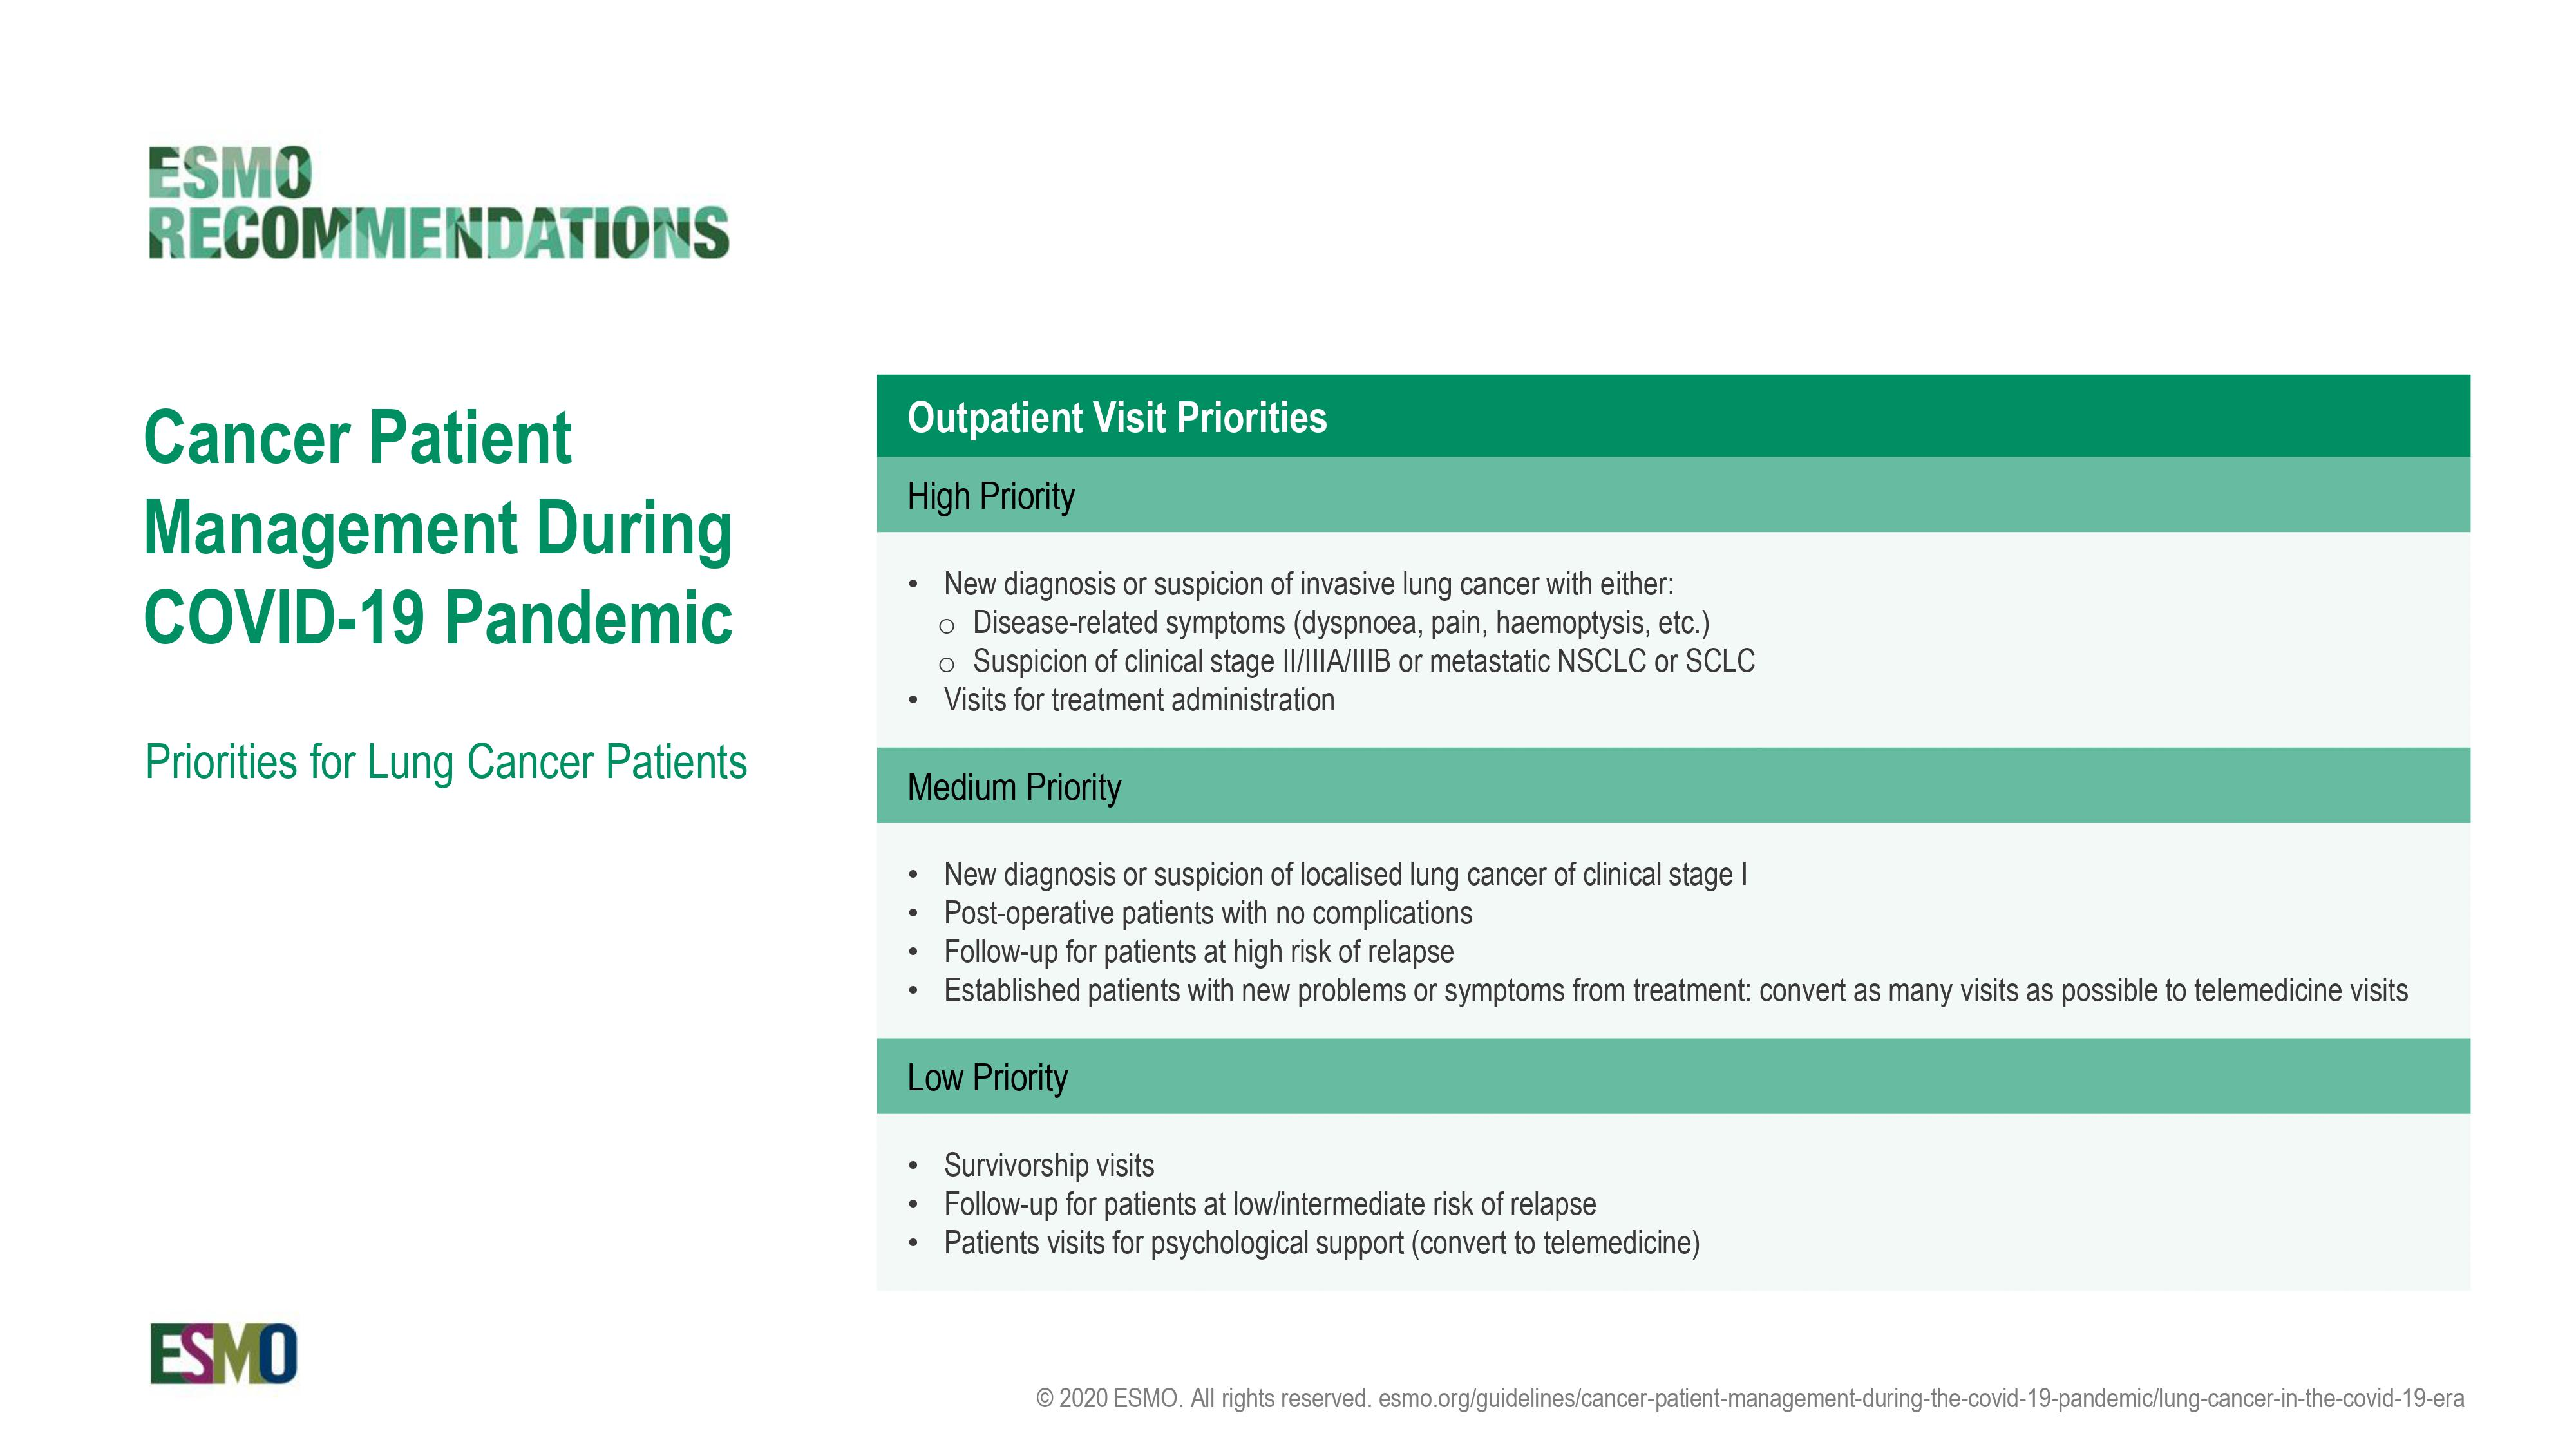 ESMO
RECOMMENDATIONS
Cancer Patient
Management During
COVID-19 Pandemic
Priorities for Lung Cancer Patients
Outpatient Visit Priorities
High Priority
• New diagnosis or suspicion of invasive lung cancer with either:
o Disease-related symptoms (dyspnoea, pain, haemoptysis, etc.)
o Suspicion of clinical stage II/IIIA/IIIB or metastatic NSCLC or SCLC
• Visits for treatment administration
Medium Priority
• New diagnosis or suspicion of localised lung cancer of clinical stage I
• Post-operative patients with no complications
• Follow-up for patients at high risk of relapse
• Established patients with new problems or symptoms from treatment: convert as many visits as possible to telemedicine visits
Low Priority
• Survivorship visits
• Follow-up for patients at low/intermediate risk of relapse
• Patients visits for psychological support (convert to telemedicine)
ESMO
© 2020 ESMO. All rights reserved. esmo.org/guidelines/cancer-patient-management-during-the-covid-19-pandemic/lung-cancer-in-the-covid-19-era